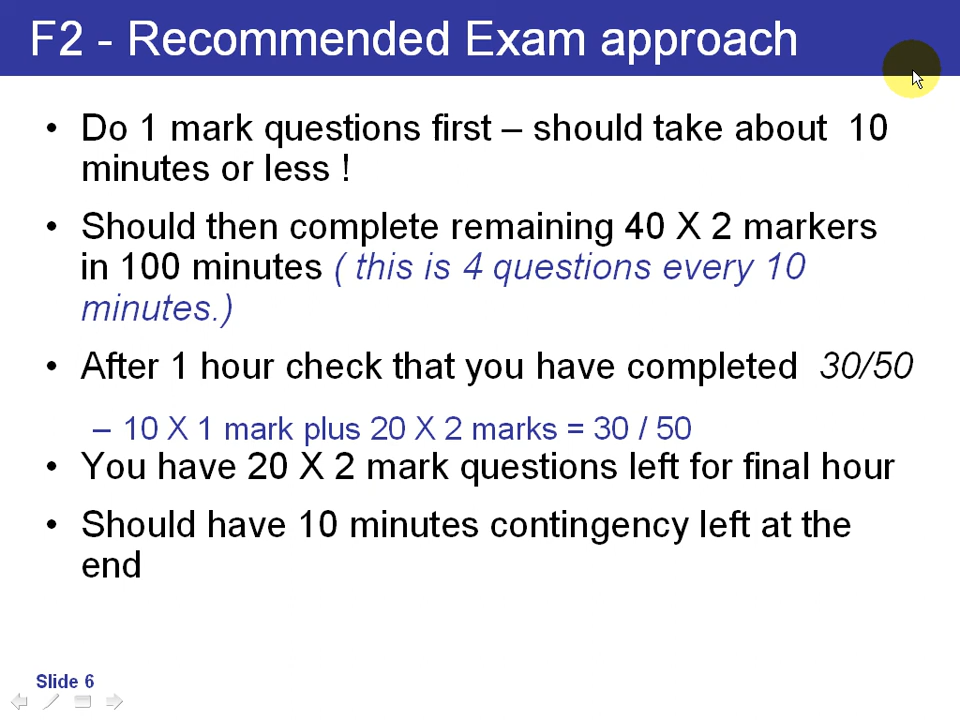 F2 - Recommended Exam approach
• Do 1 mark questions first – should take about 10
minutes or less !
• Should then complete remaining 40 X 2 markers
in 100 minutes ( this is 4 questions every 10
minutes.)
• After 1 hour check that you have completed 30/50
– 10 X 1 mark plus 20 X 2 marks = 30 / 50
• You have 20 X 2 mark questions left for final hour
• Should have 10 minutes contingency left at the
end
Slide 6